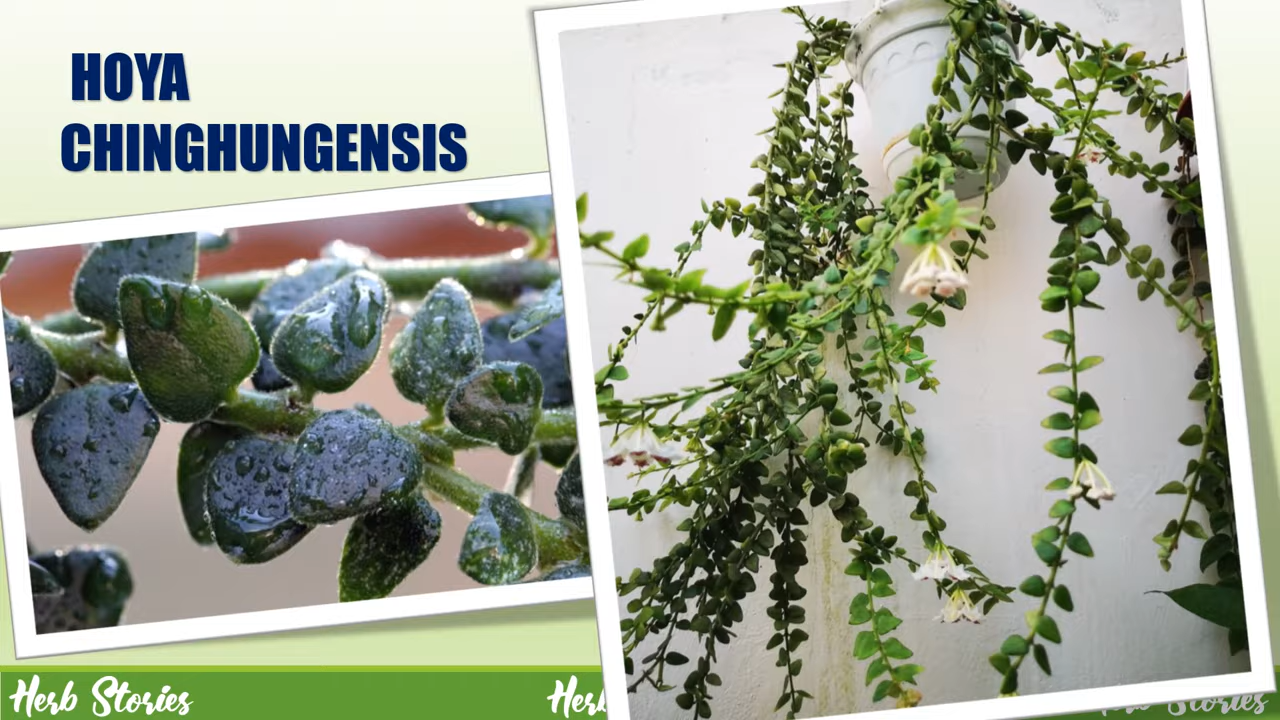 HOYA
CHINGHUNGENSIS
Herb Stories
Herb
Stories